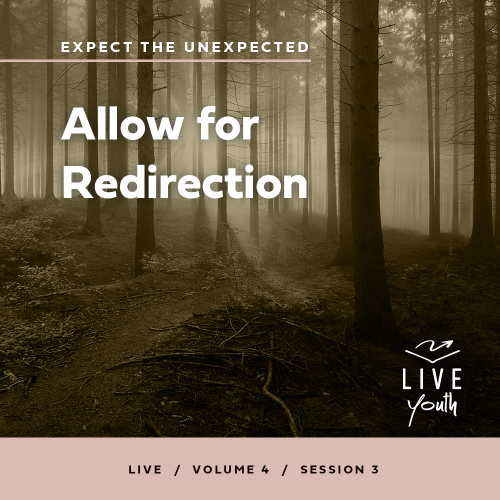 EXPECT THE UNEXPECTED
Allow for
Redirection
LIVE
youth
LIVE / VOLUME 4 / SESSION 3